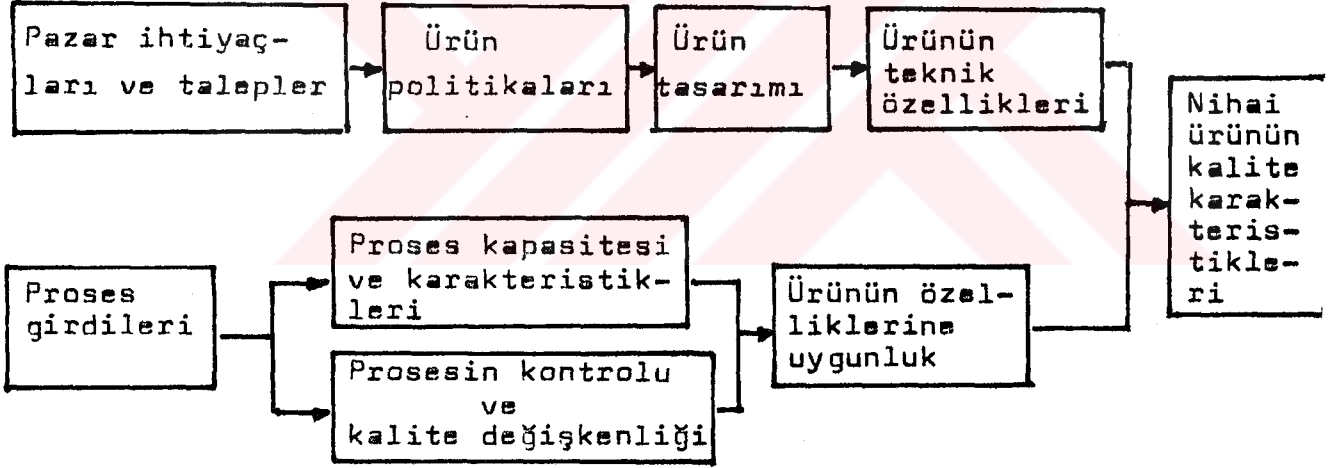 Pazar ihtiyaç-
ları ve talepler
Ürün
politikaları
Ürün
tasarımı
Ürünün
teknik
özellikleri
Nihai
ürünün
kalite
karak-
teris-
tikle-
ri
Proses
girdileri
Proses kapasitesi
ve karakteristik-
leri
Prosesin kontrolu
ve
kalite değişkenliği
Ürünün özel-
liklerine
uygunluk